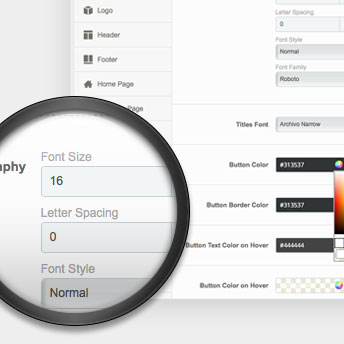 Logo
Header
Footer
Home Page
Page
Letter Spacing
0
Font Style
Normal
Font Family
Roboto
Titles Font
Archivo Narrow
Button Color
#313537
Button Border Color
#313537
Button Text Color on Hover
#444444
Button Color on Hover
aphy
Font Size
16
Letter Spacing
0
Font Style
Normal